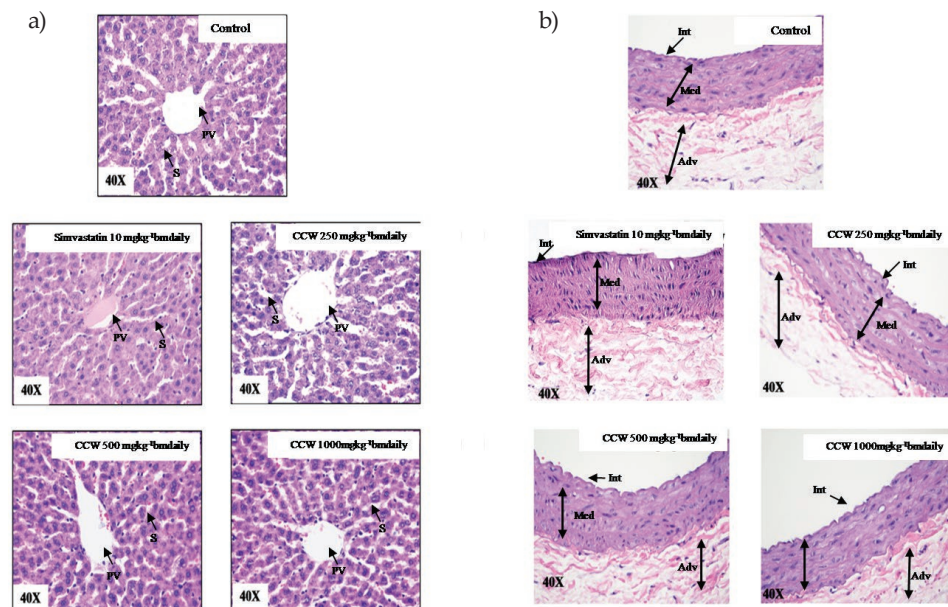 a)
Control
PV
S
40X
Simvastatin 10 mgkg⁻¹bmdaily
PV
S
40X
CCW 250 mgkg⁻¹bmdaily
S
PV
40X
CCW 500 mgkg⁻¹bmdaily
S
PV
40X
CCW 1000mgkg⁻¹bmdaily
S
PV
40X
b)
Control
Int
Med
Adv
40X
Simvastatin 10 mgkg⁻¹bmdaily
Int
Med
Adv
40X
CCW 250 mgkg⁻¹bmdaily
Int
Adv
Med
40X
CCW 500 mgkg⁻¹bmdaily
Int
Med
Adv
40X
CCW 1000mgkg⁻¹bmdaily
Int
Adv
40X